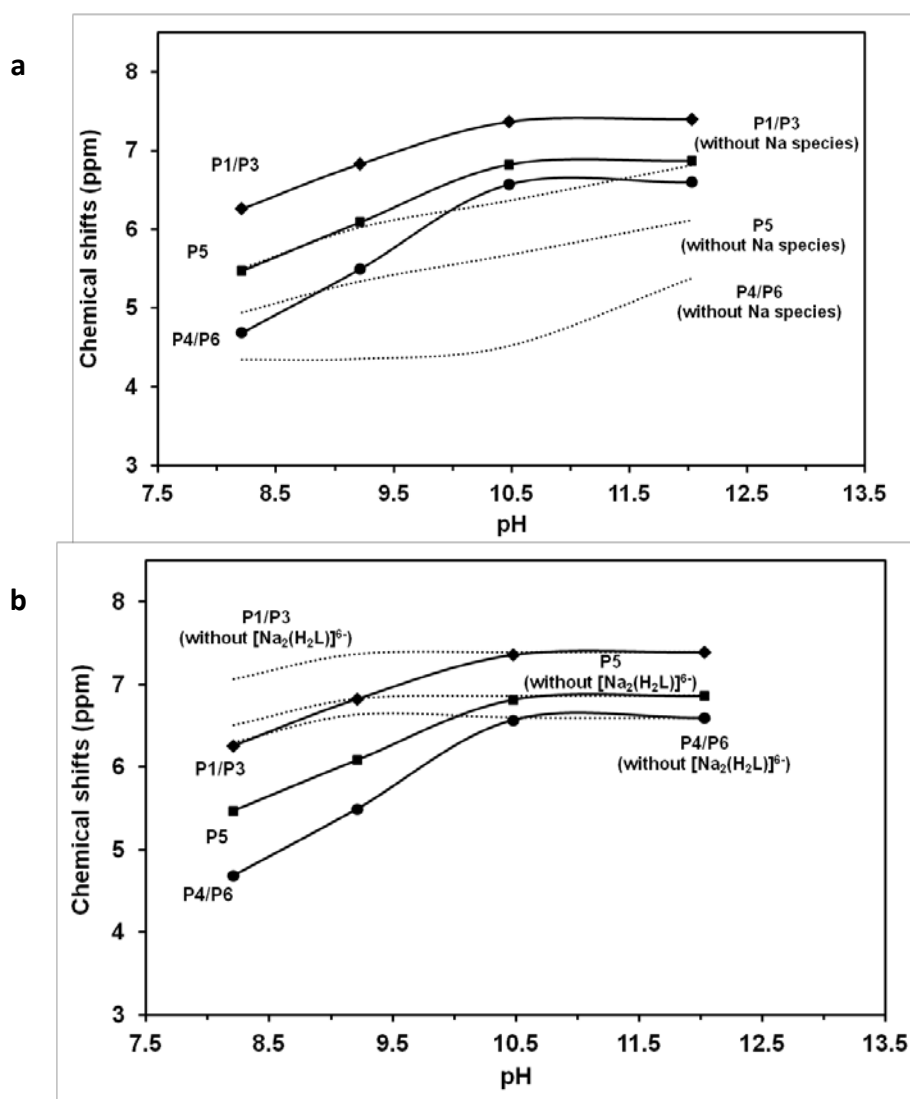 a
Chemical shifts (ppm)
8
7
6
5
4
3
P1/P3
P5
P4/P6
P1/P3
(without Na species)
P5
(without Na species)
P4/P6
(without Na species)
7.5 8.5 9.5 10.5 11.5 12.5 13.5
pH
b
Chemical shifts (ppm)
8
7
6
5
4
3
P1/P3
(without [Na₂(H₂L)]⁶⁻)
P5
(without [Na₂(H₂L)]⁶⁻)
P4/P6
(without [Na₂(H₂L)]⁶⁻)
P1/P3
P5
P4/P6
7.5 8.5 9.5 10.5 11.5 12.5 13.5
pH